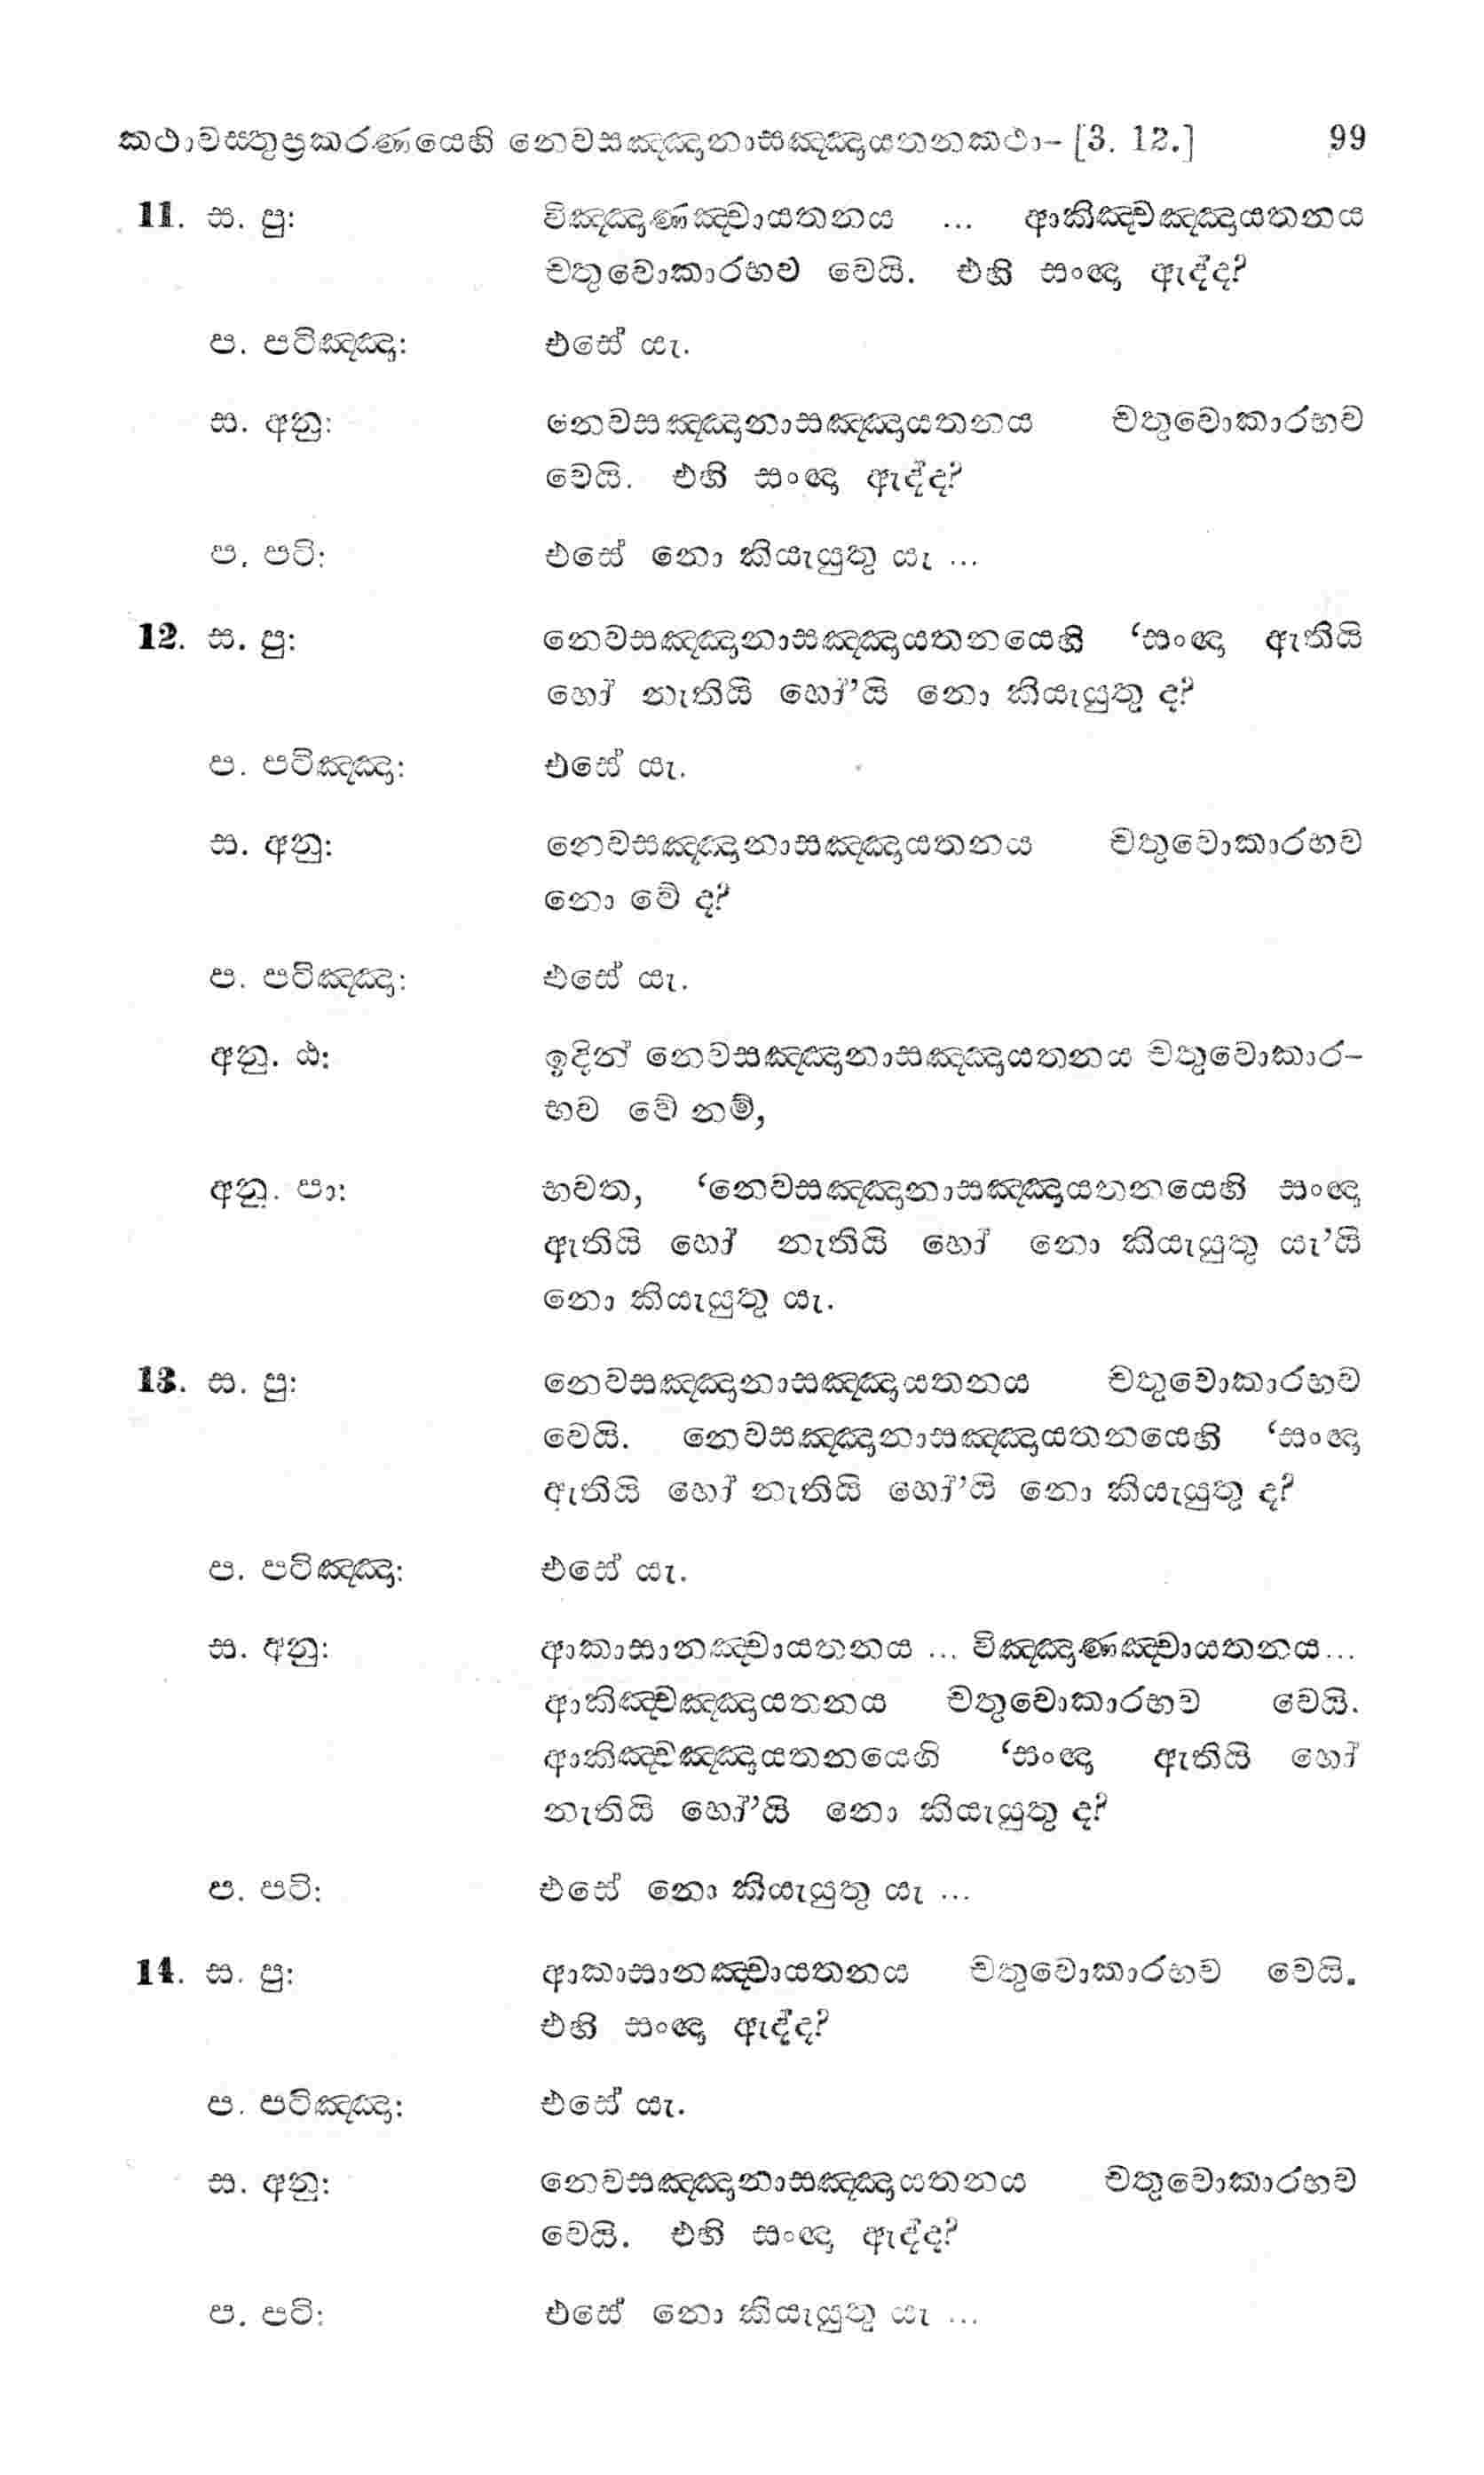 කථාවස්තුප්‍රකරණයෙහි නෙවසඤ්ඤානාසඤ්ඤායතනකථා- [3. 12.] 99
11. ස. පු: විඤ්ඤාණඤ්චායතනය ... ආකිඤ්චඤ්ඤායතනය
චතුවොකාරභව වෙයි. එහි සංඥා ඇද්ද?
ප. පටිඤ්ඤා: එසේ යැ.
ස. අනු: නෙවසඤ්ඤානාසඤ්ඤායතනය චතුවොකාරභව
වෙයි. එහි සංඥා ඇද්ද?
ප. පටි: එසේ නො කියැයුතු යැ ...
12. ස. පු: නෙවසඤ්ඤානාසඤ්ඤායතනයෙහි ‘සංඥා ඇතියි
හෝ නැතියි හෝ’යි නො කියැයුතු ද?
ප. පටිඤ්ඤා: එසේ යැ.
ස. අනු: නෙවසඤ්ඤානාසඤ්ඤායතනය චතුවොකාරභව
නො වේ ද?
ප. පටිඤ්ඤා: එසේ යැ.
අනු. ඨ: ඉදින් නෙවසඤ්ඤානාසඤ්ඤායතනය චතුවොකාර-
භව වේ නම්,
අනු. පා: භවත, ‘නෙවසඤ්ඤානාසඤ්ඤායතනයෙහි සංඥා
ඇතියි හෝ නැතියි හෝ නො කියැයුතු යැ’යි
නො කියැයුතු යැ.
13. ස. පු: නෙවසඤ්ඤානාසඤ්ඤායතනය චතුවොකාරභව
වෙයි. නෙවසඤ්ඤානාසඤ්ඤායතනයෙහි ‘සංඥා
ඇතියි හෝ නැතියි හෝ’යි නො කියැයුතු ද?
ප. පටිඤ්ඤා: එසේ යැ.
ස. අනු: ආකාසානඤ්චායතනය ... විඤ්ඤාණඤ්චායතනය...
ආකිඤ්චඤ්ඤායතනය චතුවොකාරභව වෙයි.
ආකිඤ්චඤ්ඤායතනයෙහි ‘සංඥා ඇතියි හෝ
නැතියි හෝ’යි නො කියැයුතු ද?
ප. පටි: එසේ නො කියැයුතු යැ ...
14. ස. පු: ආකාසානඤ්චායතනය චතුවොකාරභව වෙයි.
එහි සංඥා ඇද්ද?
ප. පටිඤ්ඤා: එසේ යැ.
ස. අනු: නෙවසඤ්ඤානාසඤ්ඤායතනය චතුවොකාරභව
වෙයි. එහි සංඥා ඇද්ද?
ප. පටි: එසේ නො කියැයුතු යැ ...